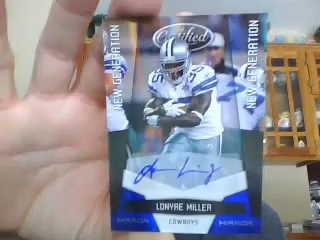 Certified
NEW GENERATION
NEW GENERATION
LONYAE MILLER
MIRROR
COWBOYS
MIRROR